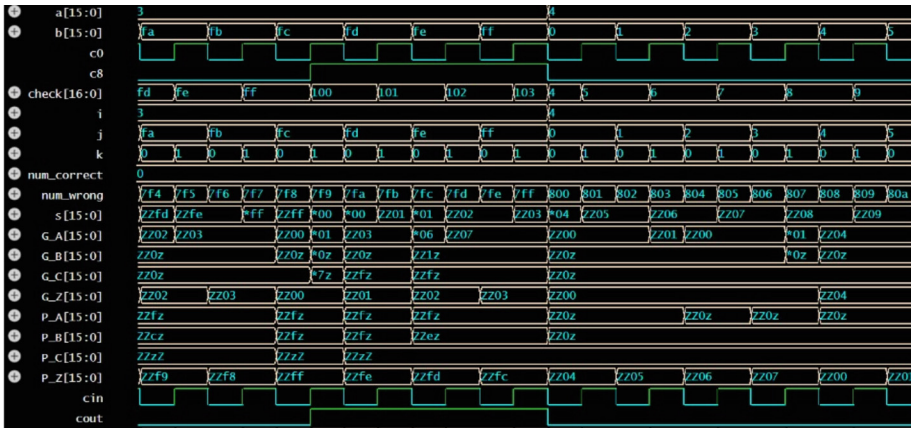 a[15:0] 3 4
b[15:0] fa fb fc fd fe ff 0 1 2 3 4 5
c0
c8
check[16:0] fd fe ff 100 101 102 103 4 5 6 7 8 9
i 3 4
j fa fb fc fd fe ff 0 1 2 3 4 5
k 0 1 0 1 0 1 0 1 0 1 0 1 0 1 0 1 0 1 0 1 0 1 0
num_correct 0
num_wrong 7f4 7f5 7f6 7f7 7f8 7f9 7fa 7fb 7fc 7fd 7fe 7ff 800 801 802 803 804 805 806 807 808 809 80a
s[15:0] ZZfd ZZfe *ff ZZff *00 *00 ZZ01 *01 ZZ02 ZZ03 *04 ZZ05 ZZ06 ZZ07 ZZ08 ZZ09
G_A[15:0] ZZ02 ZZ03 ZZ00 *01 ZZ03 *06 ZZ07 ZZ00 ZZ01 ZZ00 *01 ZZ04
G_B[15:0] ZZ0z ZZ0z *0z ZZ0z ZZ1z ZZ0z *0z ZZ0z
G_C[15:0] ZZ0z *7z ZZfz ZZfz ZZ0z
G_Z[15:0] ZZ02 ZZ03 ZZ00 ZZ01 ZZ02 ZZ03 ZZ00 ZZ04
P_A[15:0] ZZfz ZZfz ZZfz ZZfz ZZ0z ZZ0z ZZ0z ZZ0z
P_B[15:0] ZZcz ZZfz ZZfz ZZez ZZ0z
P_C[15:0] ZZzZ ZZzZ ZZzZ
P_Z[15:0] ZZf9 ZZf8 ZZff ZZfe ZZfd ZZfc ZZ04 ZZ05 ZZ06 ZZ07 ZZ00 ZZ01
cin
cout